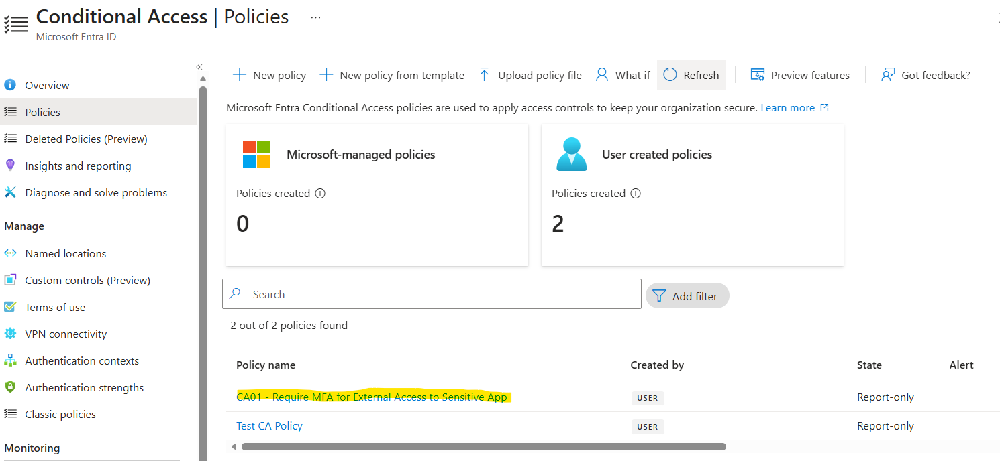 Conditional Access | Policies ...
Microsoft Entra ID
«
Overview
Policies
Deleted Policies (Preview)
Insights and reporting
Diagnose and solve problems
Manage
Named locations
Custom controls (Preview)
Terms of use
VPN connectivity
Authentication contexts
Authentication strengths
Classic policies
Monitoring
New policy New policy from template Upload policy file What if Refresh Preview features Got feedback?
Microsoft Entra Conditional Access policies are used to apply access controls to keep your organization secure. Learn more
Microsoft-managed policies
Policies created
0
User created policies
Policies created
2
Search
Add filter
2 out of 2 policies found
Policy name Created by State Alert
CA01 - Require MFA for External Access to Sensitive App USER Report-only
Test CA Policy USER Report-only